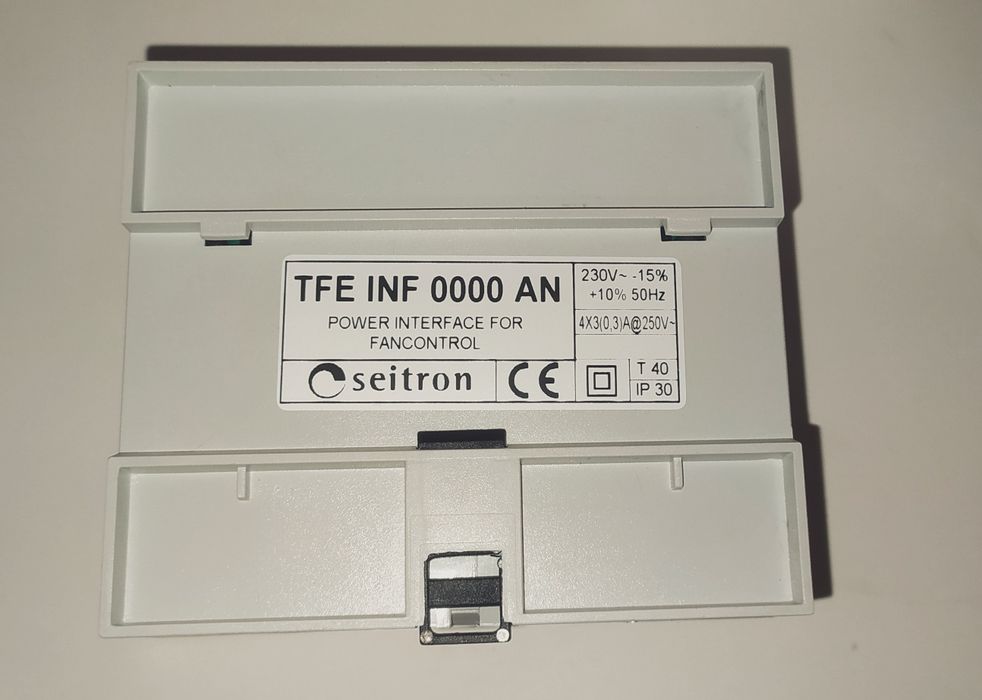 TFE INF 0000 AN
POWER INTERFACE FOR
FANCONTROL
230V~ -15%
+10% 50Hz
4X3(0,3)A@250V~
seitron
CE
T 40
IP 30